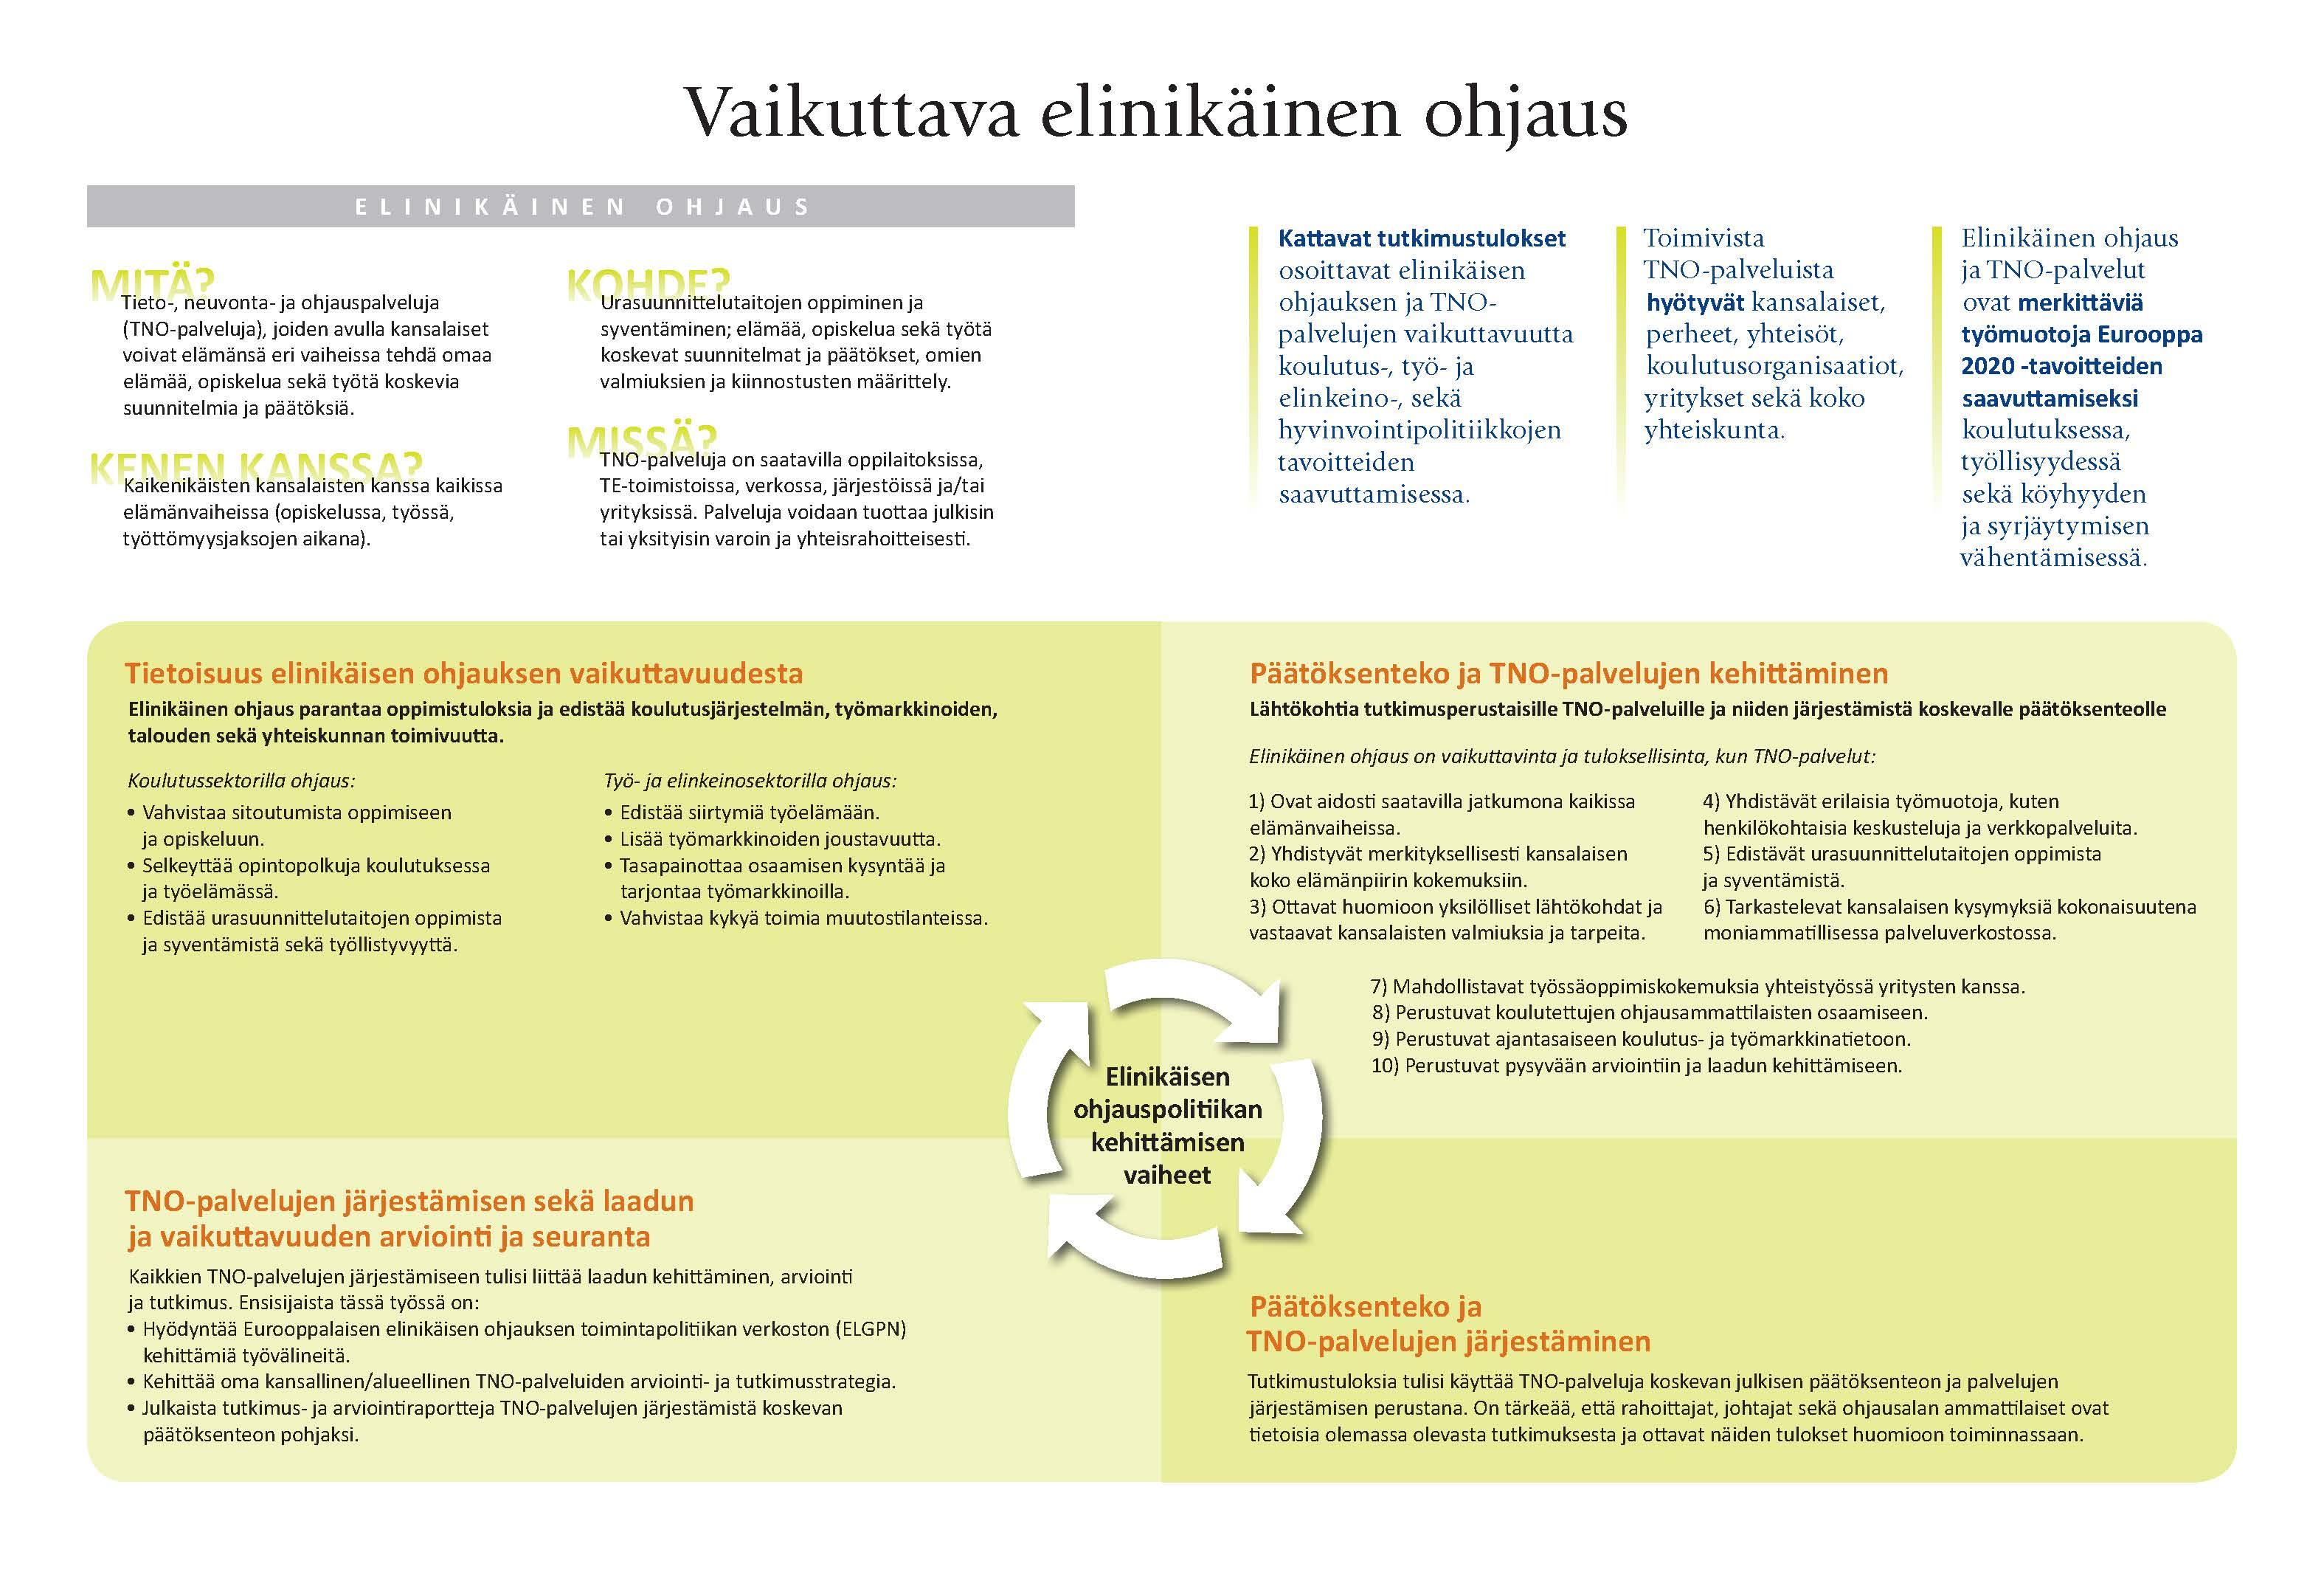 Vaikuttava elinikäinen ohjaus
ELINIKÄINEN OHJAUS
MITÄ?
Tieto-, neuvonta- ja ohjauspalveluja
(TNO-palveluja), joiden avulla kansalaiset
voivat elämänsä eri vaiheissa tehdä omaa
elämää, opiskelua sekä työtä koskevia
suunnitelmia ja päätöksiä.
KENEN KANSSA?
Kaikenikäisten kansalaisten kanssa kaikissa
elämänvaiheissa (opiskelussa, työssä,
työttömyysjaksojen aikana).
KOHDE?
Urasuunnittelutaitojen oppiminen ja
syventäminen; elämää, opiskelua sekä työtä
koskevat suunnitelmat ja päätökset, omien
valmiuksien ja kiinnostusten määrittely.
MISSÄ?
TNO-palveluja on saatavilla oppilaitoksissa,
TE-toimistoissa, verkossa, järjestöissä ja/tai
yrityksissä. Palveluja voidaan tuottaa julkisin
tai yksityisin varoin ja yhteisrahoitteisesti.
Kattavat tutkimustulokset
osoittavat elinikäisen
ohjauksen ja TNO-
palvelujen vaikuttavuutta
koulutus-, työ- ja
elinkeino-, sekä
hyvinvointipolitiikkojen
tavoitteiden
saavuttamisessa.
Toimivista
TNO-palveluista
hyötyvät kansalaiset,
perheet, yhteisöt,
koulutusorganisaatiot,
yritykset sekä koko
yhteiskunta.
Elinikäinen ohjaus
ja TNO-palvelut
ovat merkittäviä
työmuotoja Eurooppa
2020 -tavoitteiden
saavuttamiseksi
koulutuksessa,
työllisyydessä
sekä köyhyyden
ja syrjäytymisen
vähentämisessä.
Tietoisuus elinikäisen ohjauksen vaikuttavuudesta
Elinikäinen ohjaus parantaa oppimistuloksia ja edistää koulutusjärjestelmän, työmarkkinoiden,
talouden sekä yhteiskunnan toimivuutta.
Koulutussektorilla ohjaus:
• Vahvistaa sitoutumista oppimiseen
ja opiskeluun.
• Selkeyttää opintopolkuja koulutuksessa
ja työelämässä.
• Edistää urasuunnittelutaitojen oppimista
ja syventämistä sekä työllistyvyyttä.
Työ- ja elinkeinosektorilla ohjaus:
• Edistää siirtymiä työelämään.
• Lisää työmarkkinoiden joustavuutta.
• Tasapainottaa osaamisen kysyntää ja
tarjontaa työmarkkinoilla.
• Vahvistaa kykyä toimia muutostilanteissa.
Päätöksenteko ja TNO-palvelujen kehittäminen
Lähtökohtia tutkimusperustaisille TNO-palveluille ja niiden järjestämistä koskevalle päätöksenteolle
Elinikäinen ohjaus on vaikuttavinta ja tuloksellisinta, kun TNO-palvelut:
1) Ovat aidosti saatavilla jatkumona kaikissa
elämänvaiheissa.
2) Yhdistyvät merkityksellisesti kansalaisen
koko elämänpiirin kokemuksiin.
3) Ottavat huomioon yksilölliset lähtökohdat ja
vastaavat kansalaisten valmiuksia ja tarpeita.
4) Yhdistävät erilaisia työmuotoja, kuten
henkilökohtaisia keskusteluja ja verkkopalveluita.
5) Edistävät urasuunnittelutaitojen oppimista
ja syventämistä.
6) Tarkastelevat kansalaisen kysymyksiä kokonaisuutena
moniammatillisessa palveluverkostossa.
7) Mahdollistavat työssäoppimiskokemuksia yhteistyössä yritysten kanssa.
8) Perustuvat koulutettujen ohjausammattilaisten osaamiseen.
9) Perustuvat ajantasaiseen koulutus- ja työmarkkinatietoon.
10) Perustuvat pysyvään arviointiin ja laadun kehittämiseen.
Elinikäisen
ohjauspolitiikan
kehittämisen
vaiheet
TNO-palvelujen järjestämisen sekä laadun
ja vaikuttavuuden arviointi ja seuranta
Kaikkien TNO-palvelujen järjestämiseen tulisi liittää laadun kehittäminen, arviointi
ja tutkimus. Ensisijaista tässä työssä on:
• Hyödyntää Eurooppalaisen elinikäisen ohjauksen toimintapolitiikan verkoston (ELGPN)
kehittämiä työvälineitä.
• Kehittää oma kansallinen/alueellinen TNO-palveluiden arviointi- ja tutkimusstrategia.
• Julkaista tutkimus- ja arviointiraportteja TNO-palvelujen järjestämistä koskevan
päätöksenteon pohjaksi.
Päätöksenteko ja
TNO-palvelujen järjestäminen
Tutkimustuloksia tulisi käyttää TNO-palveluja koskevan julkisen päätöksenteon ja palvelujen
järjestämisen perustana. On tärkeää, että rahoittajat, johtajat sekä ohjausalan ammattilaiset ovat
tietoisia olemassa olevasta tutkimuksesta ja ottavat näiden tulokset huomioon toiminnassaan.